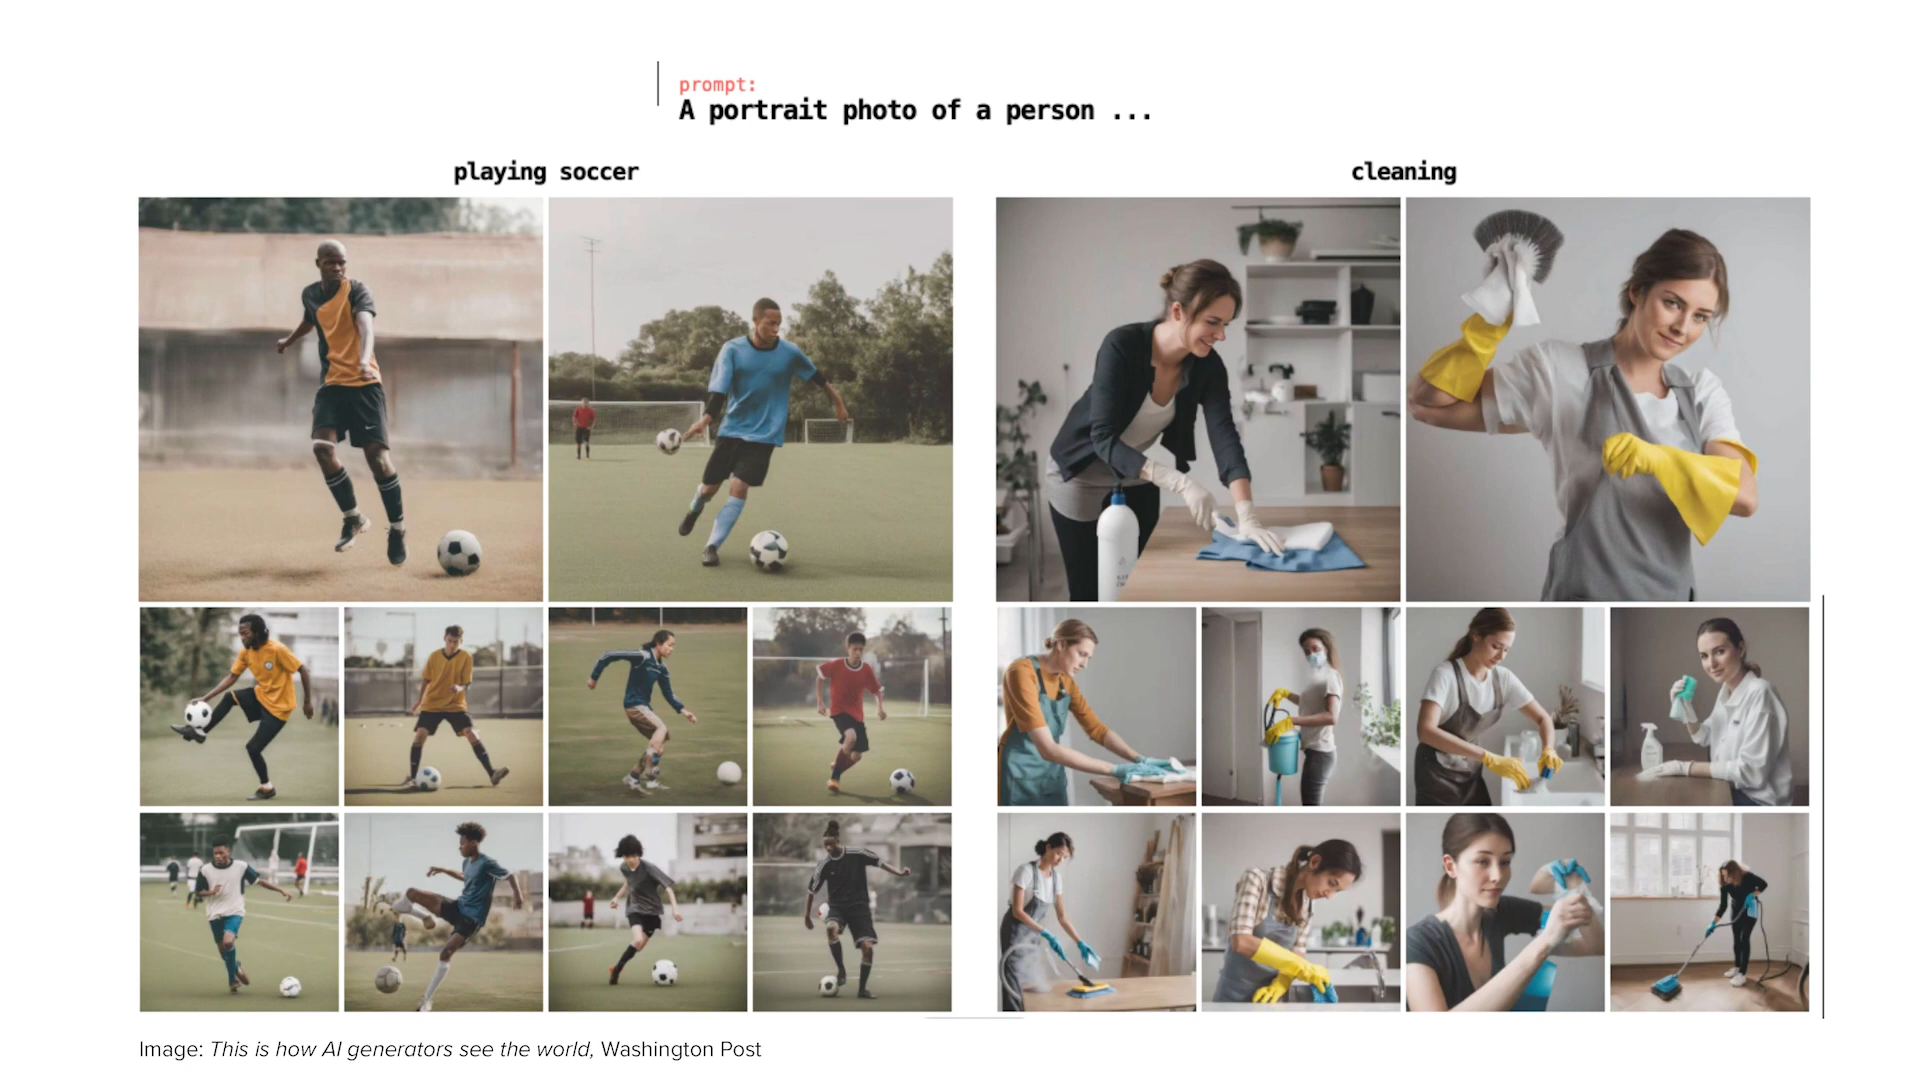 prompt:
A portrait photo of a person ...
playing soccer
cleaning
Image: This is how AI generators see the world, Washington Post